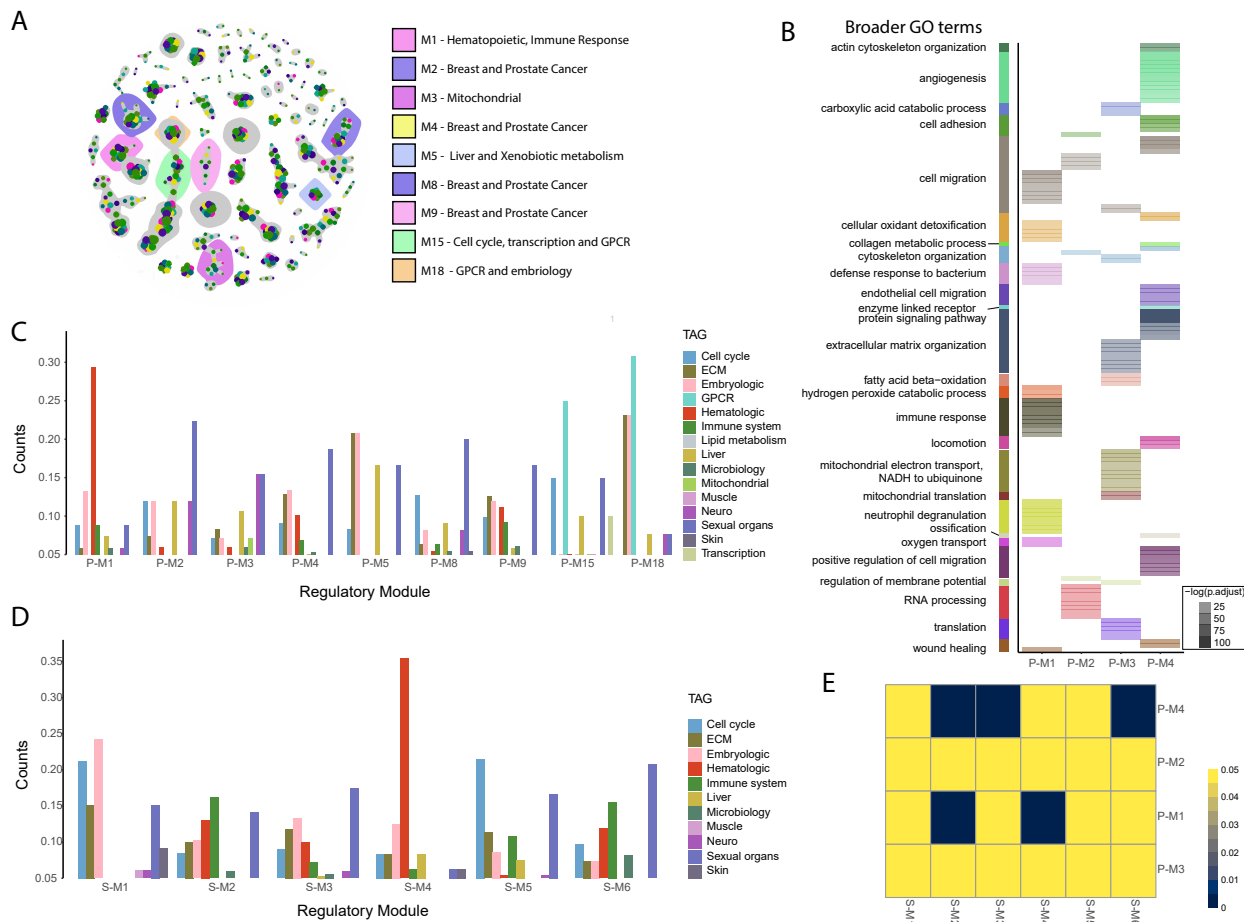 A
M1 - Hematopoietic, Immune Response
M2 - Breast and Prostate Cancer
M3 - Mitochondrial
M4 - Breast and Prostate Cancer
M5 - Liver and Xenobiotic metabolism
M8 - Breast and Prostate Cancer
M9 - Breast and Prostate Cancer
M15 - Cell cycle, transcription and GPCR
M18 - GPCR and embriology
B
Broader GO terms
actin cytoskeleton organization
angiogenesis
carboxylic acid catabolic process
cell adhesion
cell migration
cellular oxidant detoxification
collagen metabolic process
cytoskeleton organization
defense response to bacterium
endothelial cell migration
enzyme linked receptor
protein signaling pathway
extracellular matrix organization
fatty acid beta-oxidation
hydrogen peroxide catabolic process
immune response
locomotion
mitochondrial electron transport,
NADH to ubiquinone
mitochondrial translation
neutrophil degranulation
ossification
oxygen transport
positive regulation of cell migration
regulation of membrane potential
RNA processing
translation
wound healing
P-M1 P-M2 P-M3 P-M4
-log(p.adjust)
25
50
75
100
C
t
0.30
0.25
0.20
0.15
0.10
0.05
Counts
P-M1 P-M2 P-M3 P-M4 P-M5 P-M8 P-M9 P-M15 P-M18
Regulatory Module
TAG
Cell cycle
ECM
Embryologic
GPCR
Hematologic
Immune system
Lipid metabolism
Liver
Microbiology
Mitochondrial
Muscle
Neuro
Sexual organs
Skin
Transcription
D
0.35
0.30
0.25
0.20
0.15
0.10
0.05
Counts
S-M1 S-M2 S-M3 S-M4 S-M5 S-M6
Regulatory Module
TAG
Cell cycle
ECM
Embryologic
Hematologic
Immune system
Liver
Microbiology
Muscle
Neuro
Sexual organs
Skin
E
P-M4
P-M2
P-M1
P-M3
0.05
0.04
0.03
0.02
0.01
0